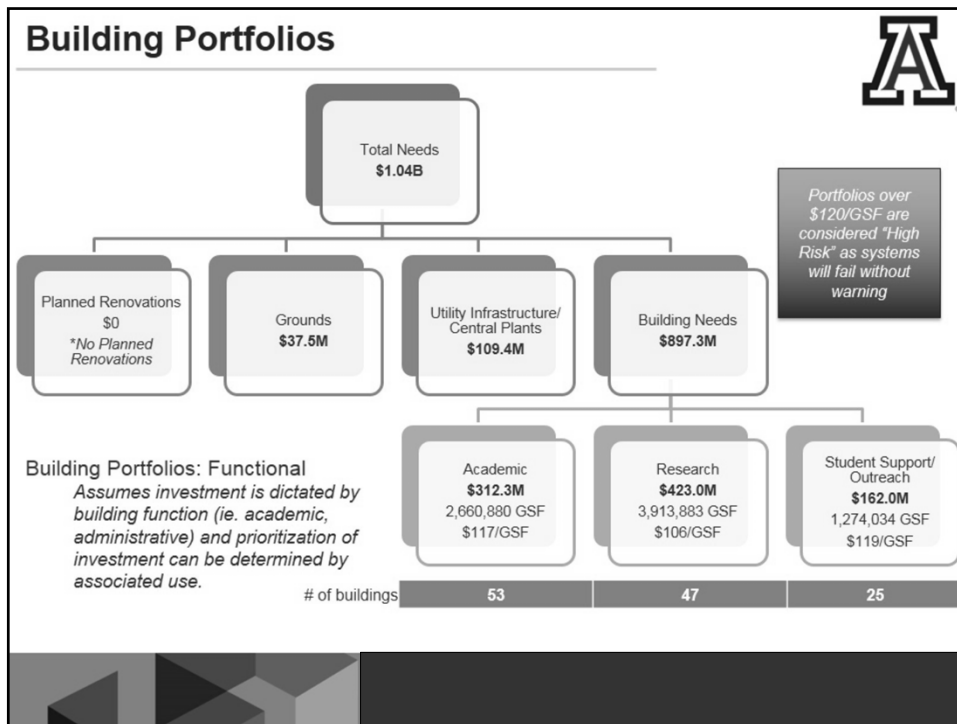 Building Portfolios
A
Total Needs
$1.04B
Portfolios over
$120/GSF are
considered "High
Risk" as systems
will fail without
warning
Planned Renovations
$0
*No Planned
Renovations
Grounds
$37.5M
Utility Infrastructure/
Central Plants
$109.4M
Building Needs
$897.3M
Building Portfolios: Functional
Assumes investment is dictated by
building function (ie. academic,
administrative) and prioritization of
investment can be determined by
associated use.
Academic
$312.3M
2,660,880 GSF
$117/GSF
Research
$423.0M
3,913,883 GSF
$106/GSF
Student Support/
Outreach
$162.0M
1,274,034 GSF
$119/GSF
# of buildings 53 47 25